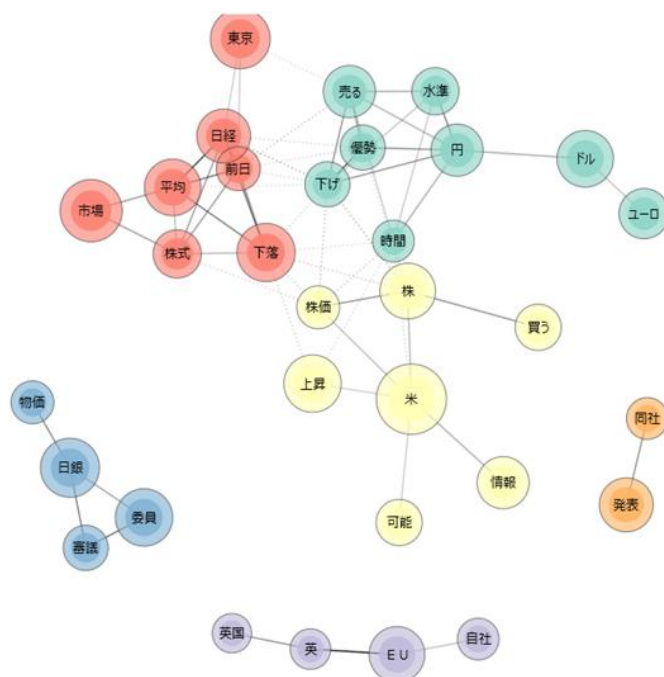 東京
売る
水準
日経
優勢
円
ドル
前日
平均
下げ
市場
ユーロ
株式
下落
時間
株価
株
買う
上昇
米
物価
同社
日銀
情報
発表
委員
可能
審議
英国
英
ＥＵ
自社